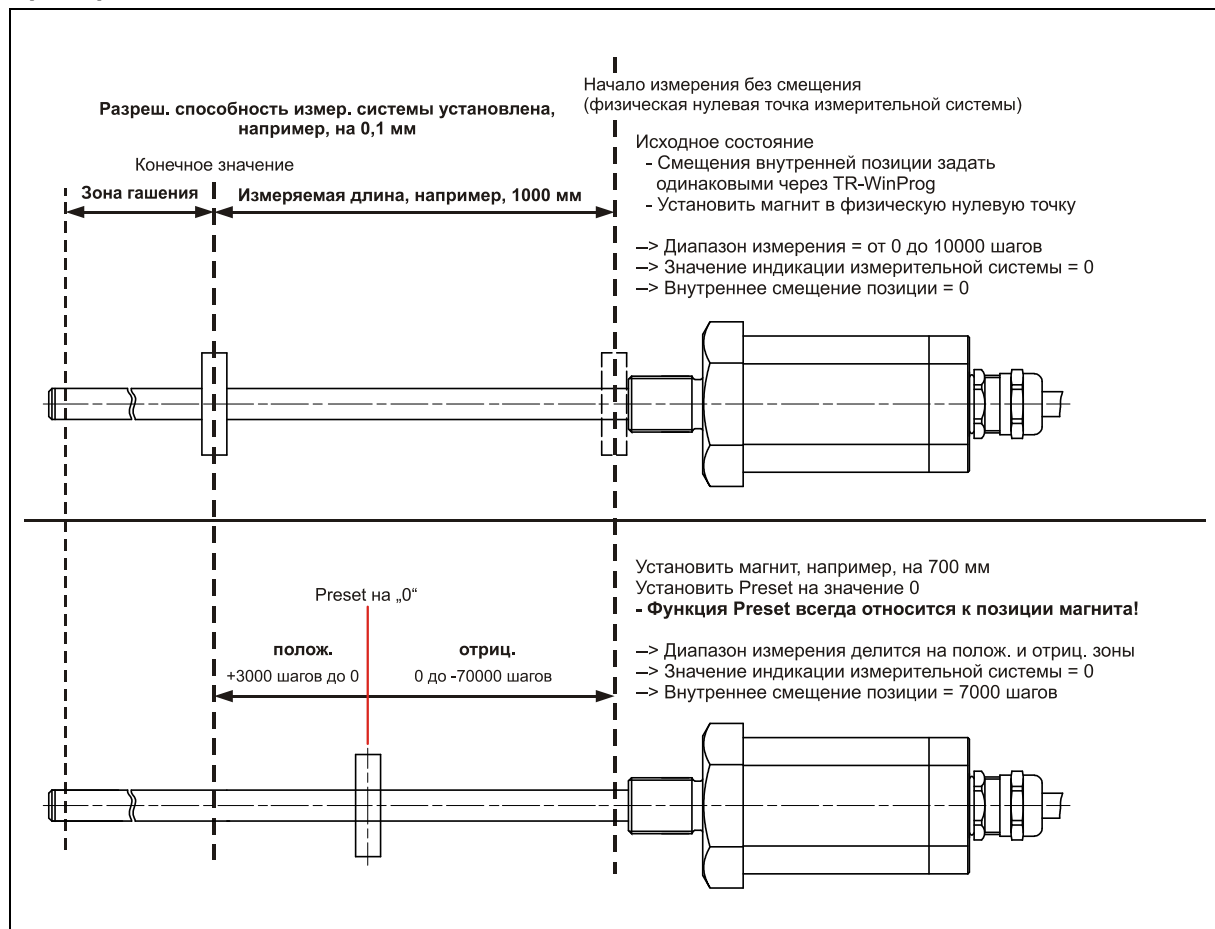 Начало измерения без смещения
(физическая нулевая точка измерительной системы)
Разреш. способность измер. системы установлена,
например, на 0,1 мм
Исходное состояние
- Смещения внутренней позиции задать
одинаковыми через TR-WinProg
- Установить магнит в физическую нулевую точку
Конечное значение
Зона гашения
Измеряемая длина, например, 1000 мм
–> Диапазон измерения = от 0 до 10000 шагов
–> Значение индикации измерительной системы = 0
–> Внутреннее смещение позиции = 0
Установить магнит, например, на 700 мм
Установить Preset на значение 0
- Функция Preset всегда относится к позиции магнита!
Preset на „0“
полож.
+3000 шагов до 0
отриц.
0 до -70000 шагов
–> Диапазон измерения делится на полож. и отриц. зоны
–> Значение индикации измерительной системы = 0
–> Внутреннее смещение позиции = 7000 шагов